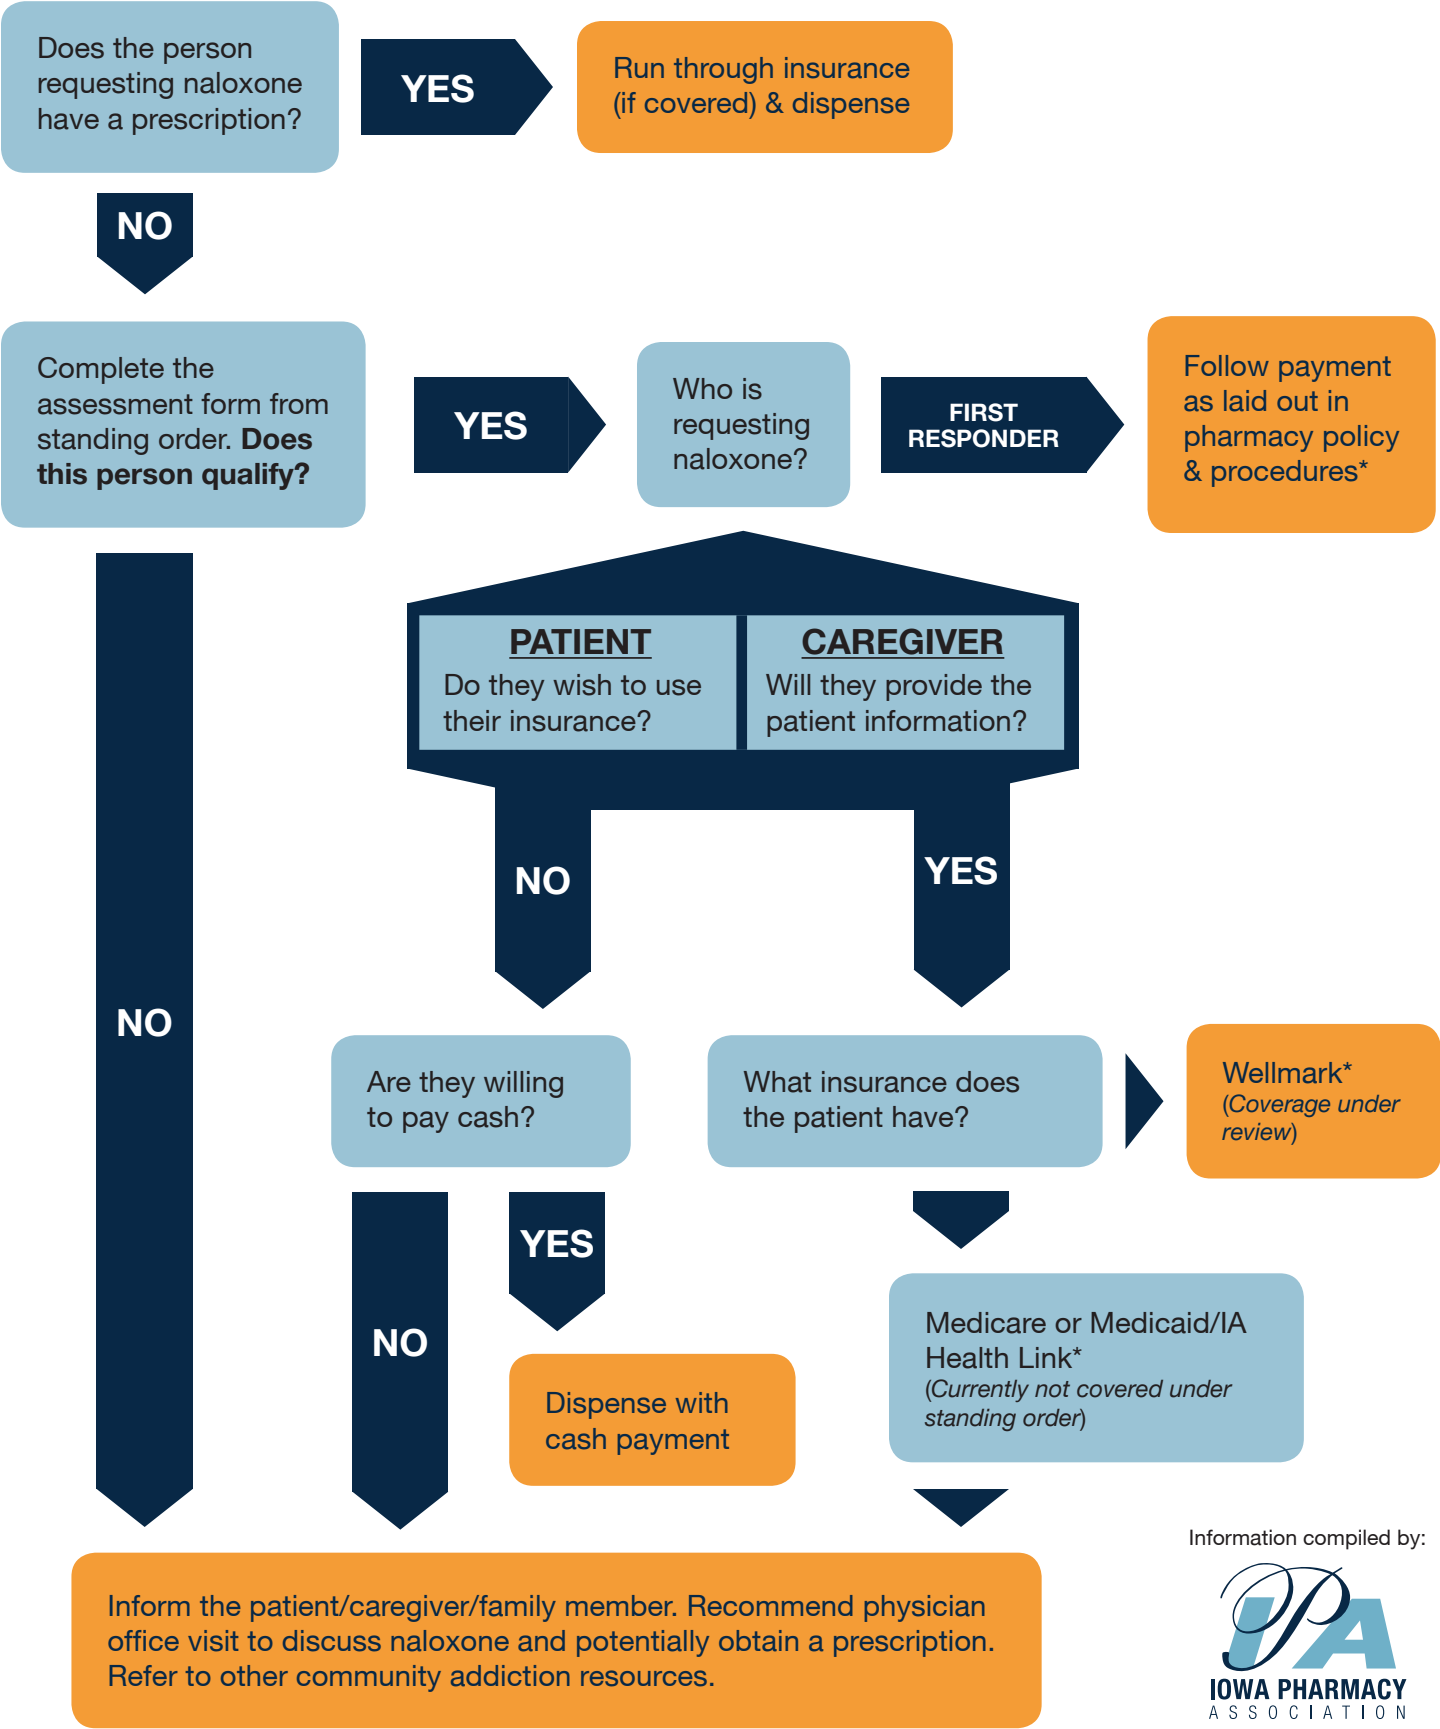 Does the person
requesting naloxone
have a prescription?
YES
Run through insurance
(if covered) & dispense
NO
Complete the
assessment form from
standing order. Does
this person qualify?
YES
Who is
requesting
naloxone?
FIRST
RESPONDER
Follow payment
as laid out in
pharmacy policy
& procedures*
PATIENT
Do they wish to use
their insurance?
CAREGIVER
Will they provide the
patient information?
NO
YES
NO
Are they willing
to pay cash?
What insurance does
the patient have?
Wellmark*
(Coverage under
review)
NO
YES
Dispense with
cash payment
Medicare or Medicaid/IA
Health Link*
(Currently not covered under
standing order)
Inform the patient/caregiver/family member. Recommend physician
office visit to discuss naloxone and potentially obtain a prescription.
Refer to other community addiction resources.
Information compiled by:
IPA
IOWA PHARMACY
ASSOCIATION